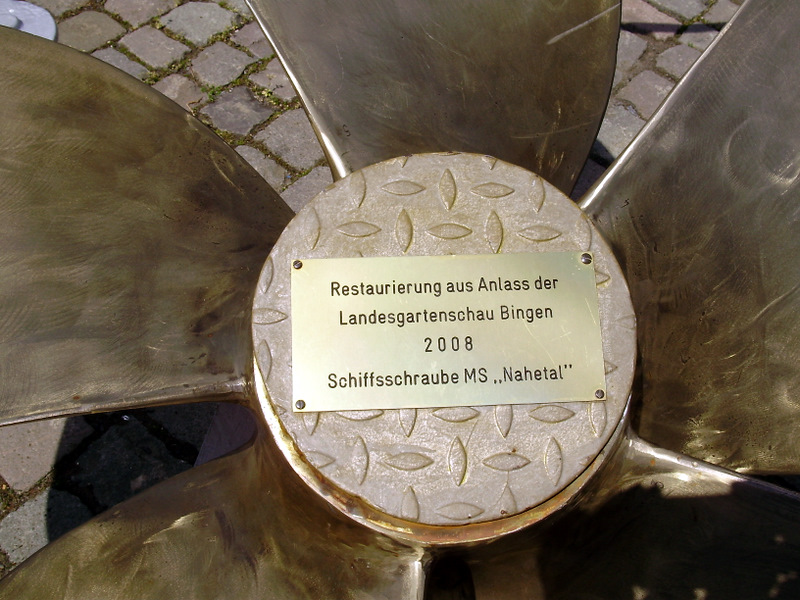 Restaurierung aus Anlass der
Landesgartenschau Bingen
2008
Schiffsschraube MS „Nahetal”